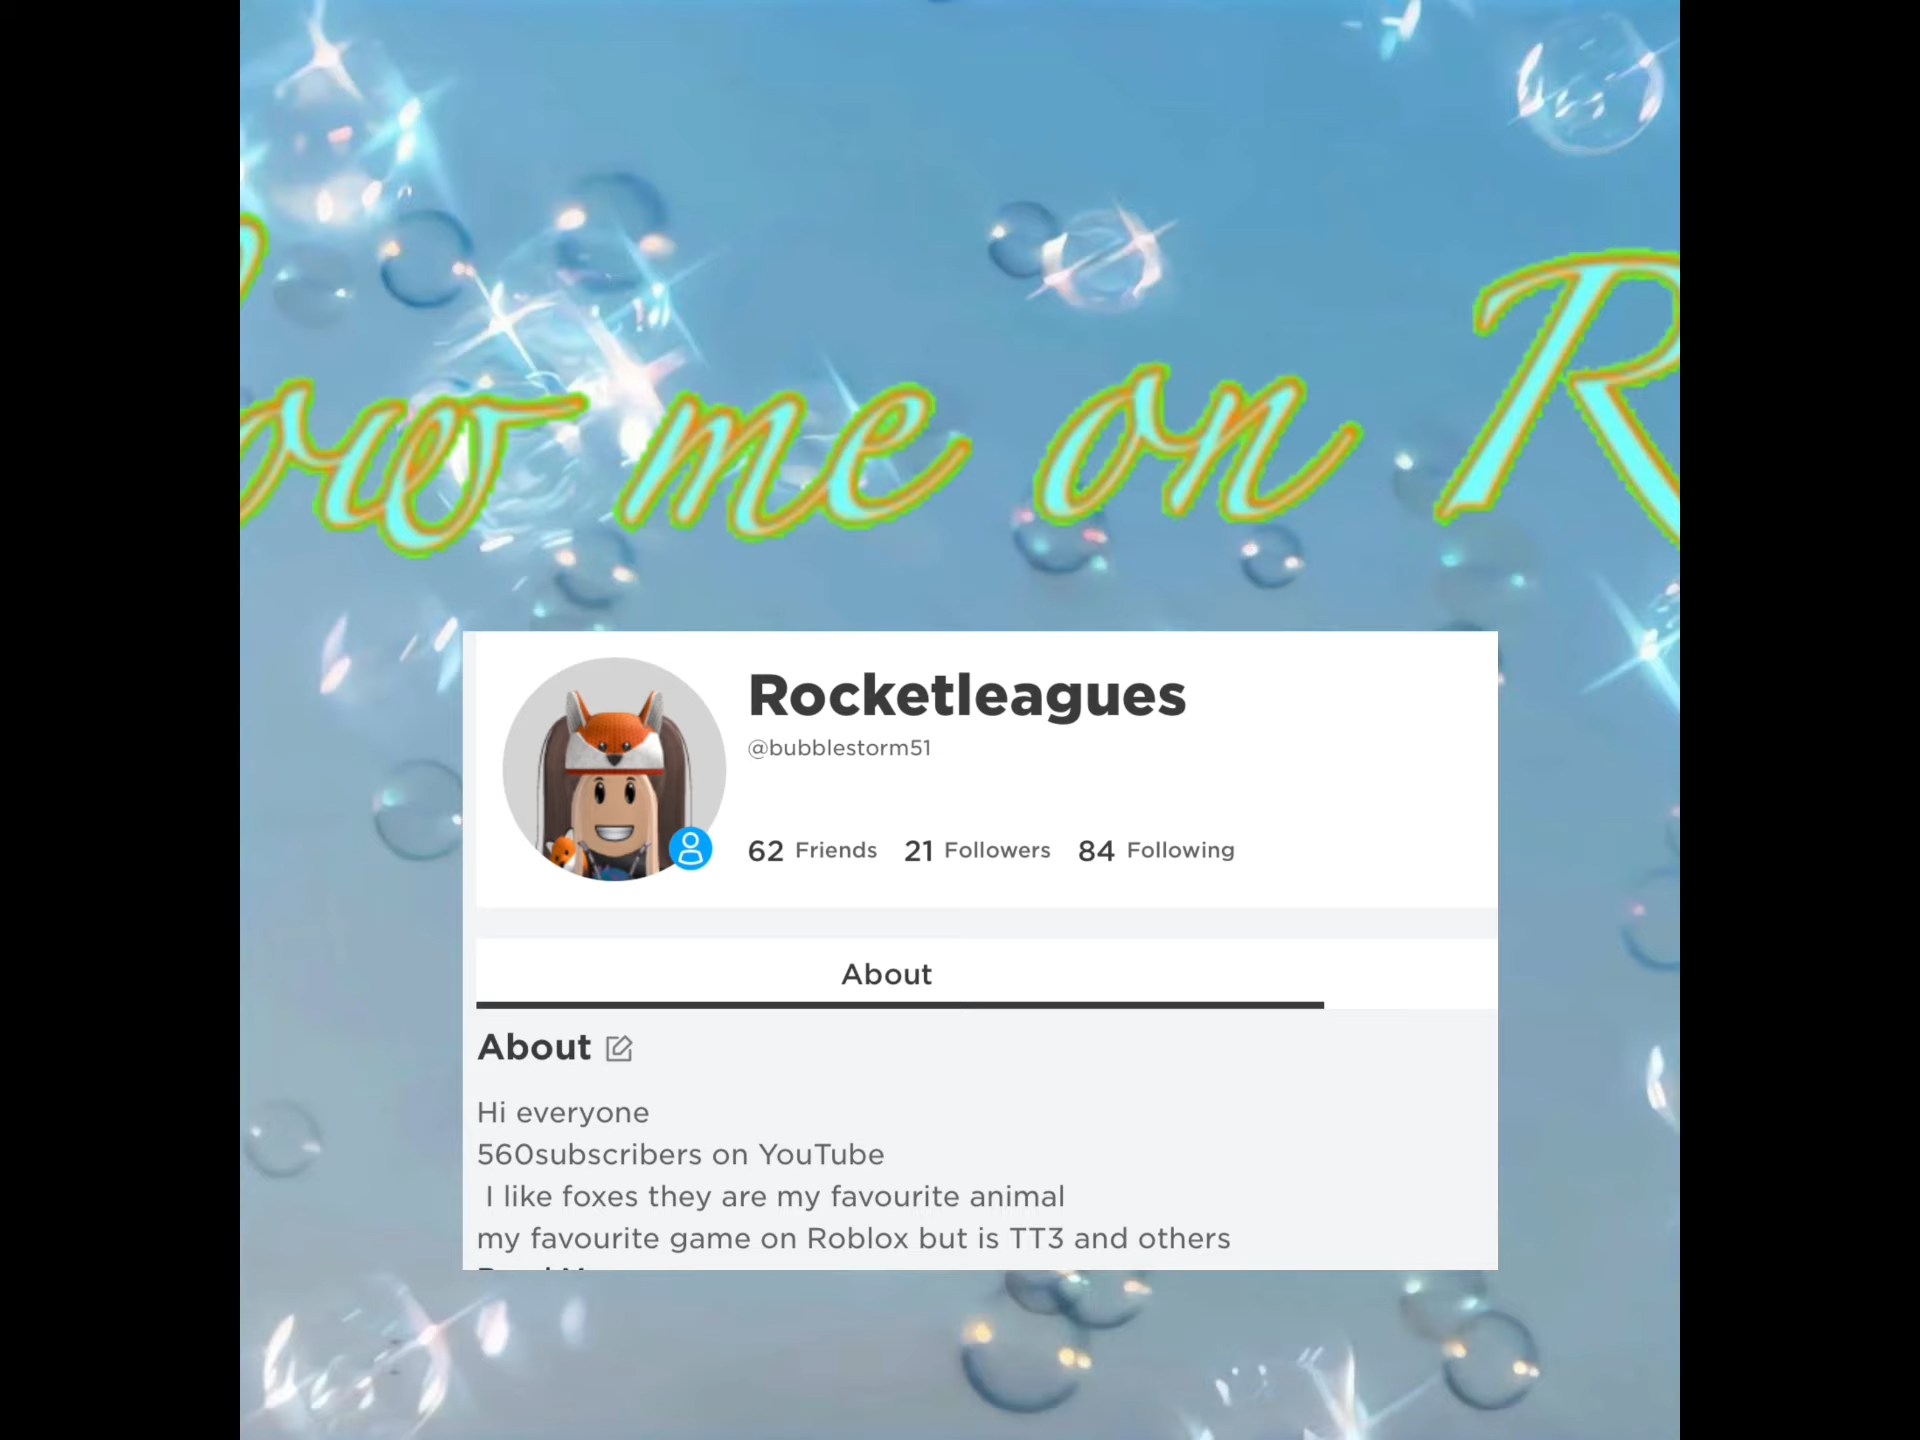 ow me on R
Rocketleagues
@bubblestorm51
62 Friends 21 Followers 84 Following
About
About
Hi everyone
560subscribers on YouTube
I like foxes they are my favourite animal
my favourite game on Roblox but is TT3 and others